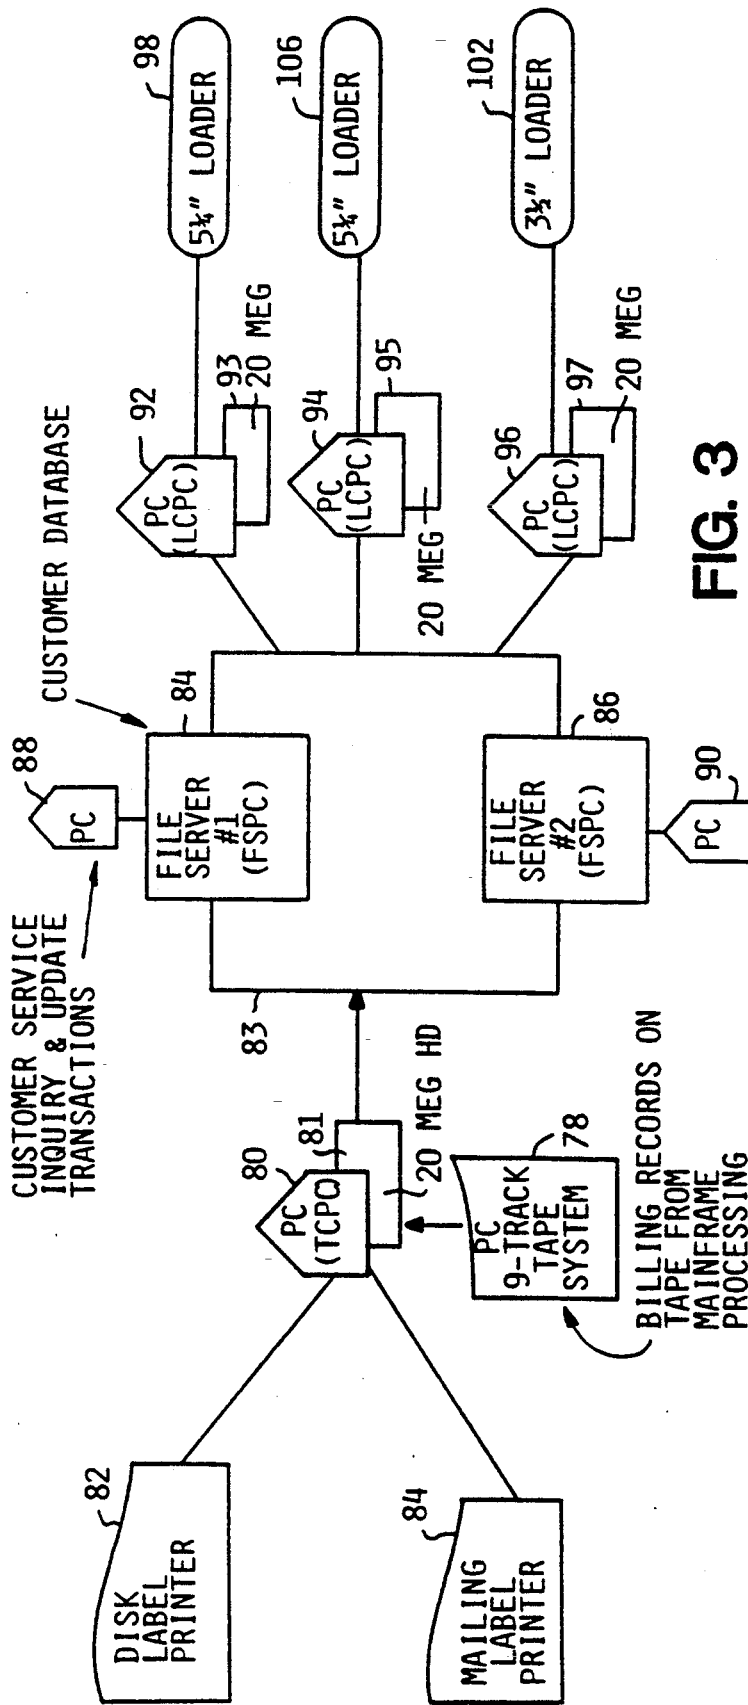 CUSTOMER SERVICE
INQUIRY & UPDATE
TRANSACTIONS
CUSTOMER DATABASE
88
PC
84
FILE
SERVER
#1
(FSPC)
83
86
FILE
SERVER
#2
(FSPC)
90
PC
82
DISK
LABEL
PRINTER
84
MAILING
LABEL
PRINTER
80
PC
(TCPC)
81
20 MEG HD
78
PC
9-TRACK
TAPE
SYSTEM
BILLING RECORDS ON
TAPE FROM
MAINFRAME
PROCESSING
92
PC
(LCPC)
93
20 MEG
98
5¼" LOADER
94
PC
(LCPC)
95
20 MEG
106
5¼" LOADER
96
PC
(LCPC)
97
20 MEG
102
3½" LOADER
FIG. 3